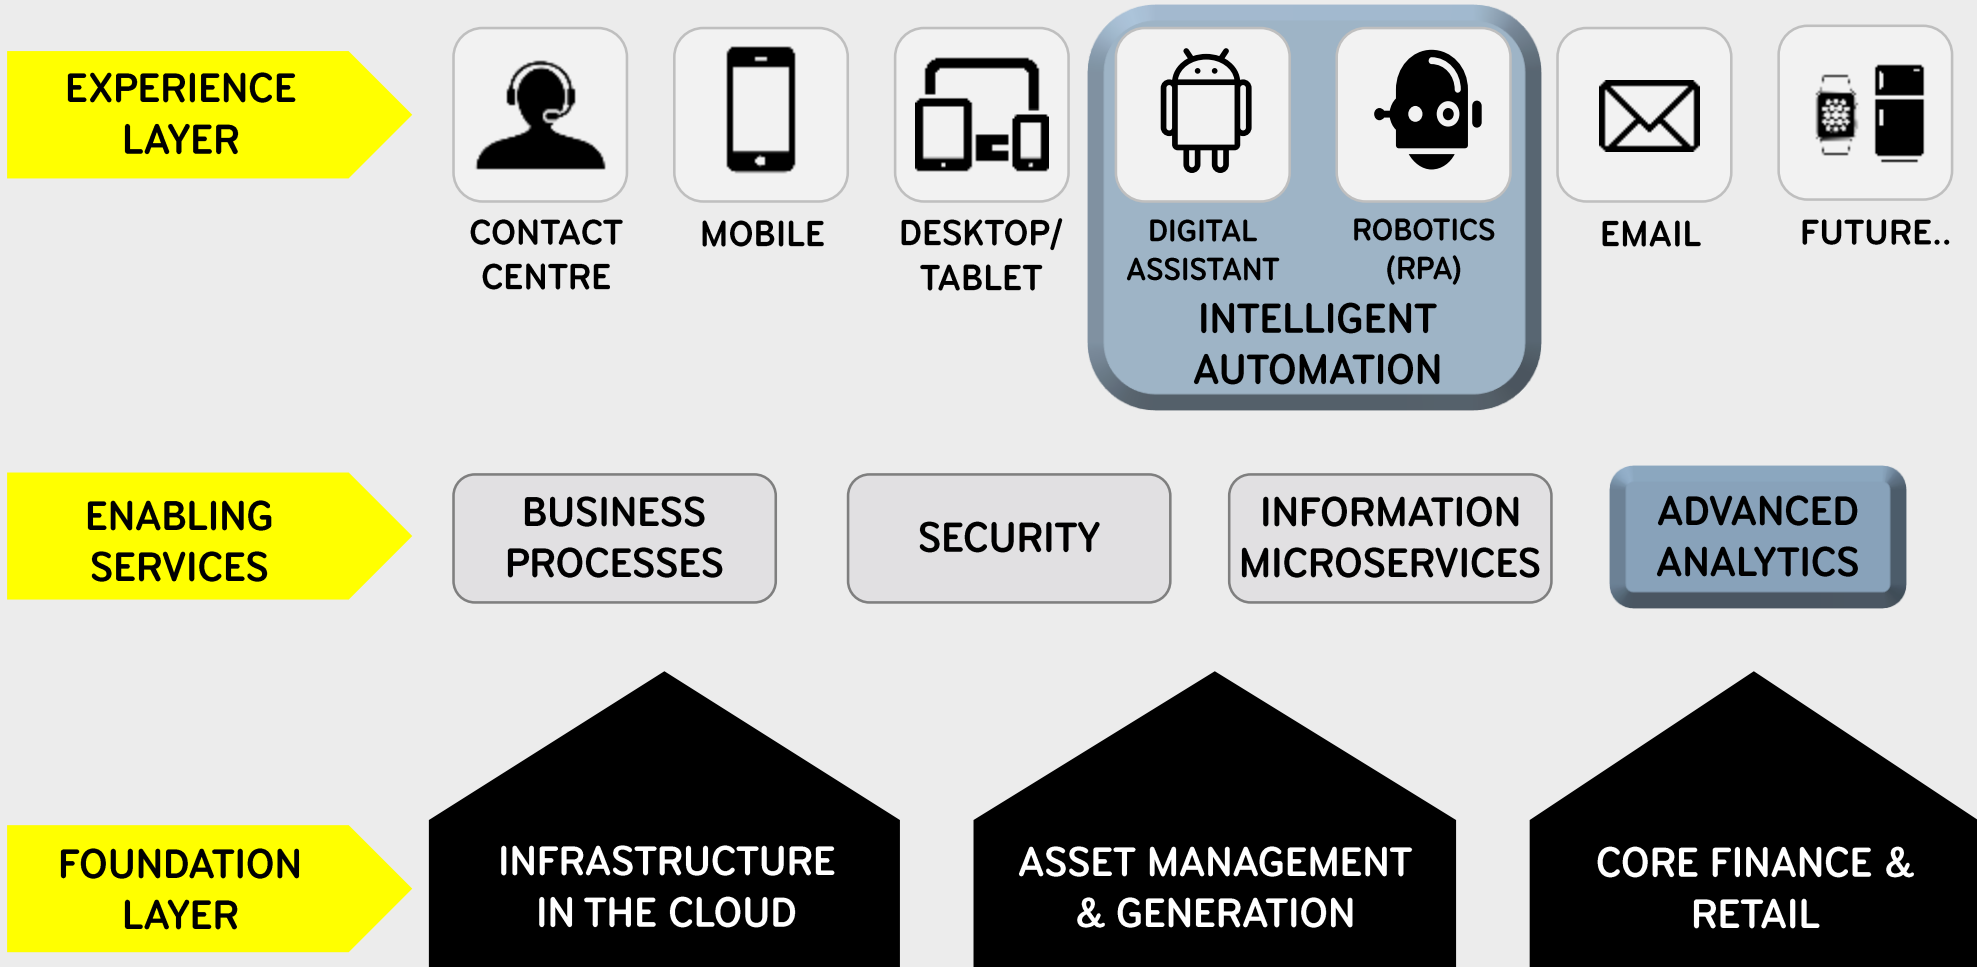 EXPERIENCE
LAYER
CONTACT
CENTRE
MOBILE
DESKTOP/
TABLET
DIGITAL
ASSISTANT
ROBOTICS
(RPA)
INTELLIGENT
AUTOMATION
EMAIL
FUTURE..
ENABLING
SERVICES
BUSINESS
PROCESSES
SECURITY
INFORMATION
MICROSERVICES
ADVANCED
ANALYTICS
FOUNDATION
LAYER
INFRASTRUCTURE
IN THE CLOUD
ASSET MANAGEMENT
& GENERATION
CORE FINANCE &
RETAIL